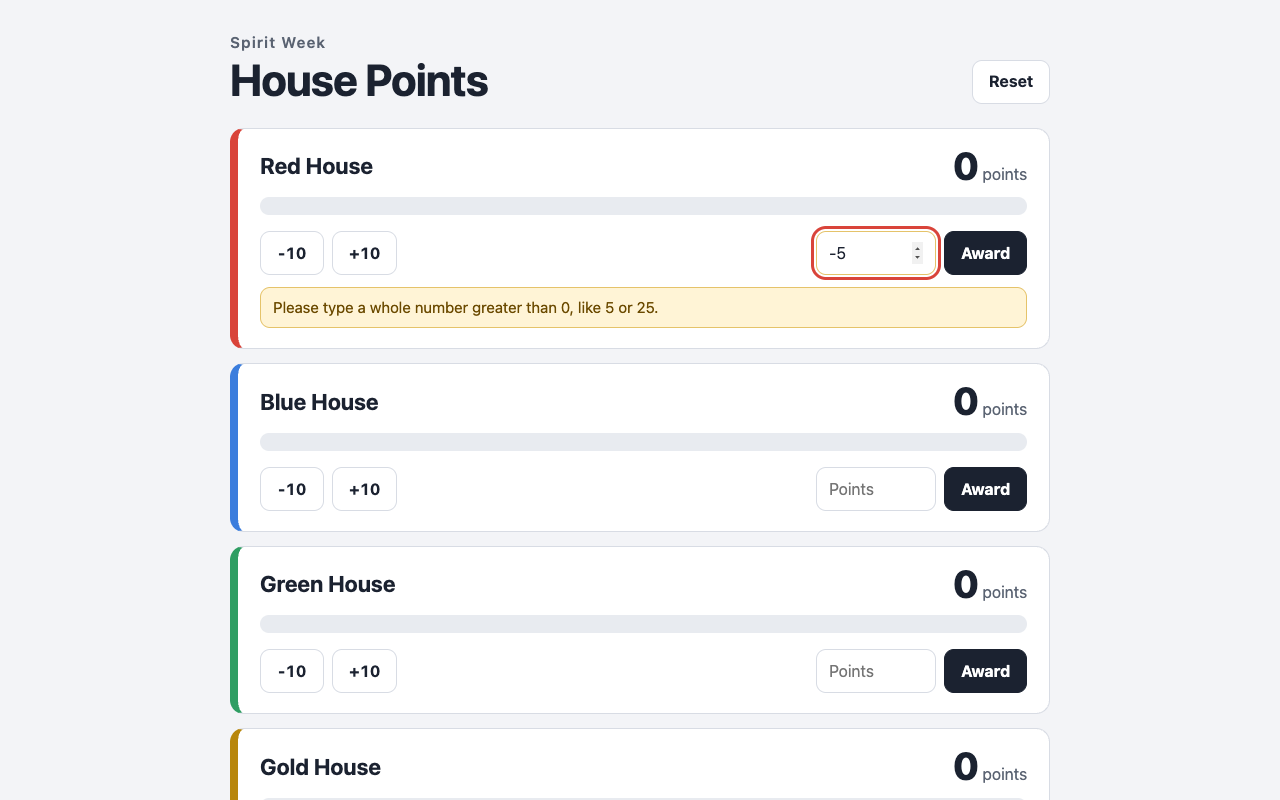 Spirit Week
House Points
Reset
Red House
0 points
-10
+10
-5
Award
Please type a whole number greater than 0, like 5 or 25.
Blue House
0 points
-10
+10
Points
Award
Green House
0 points
-10
+10
Points
Award
Gold House
0 points